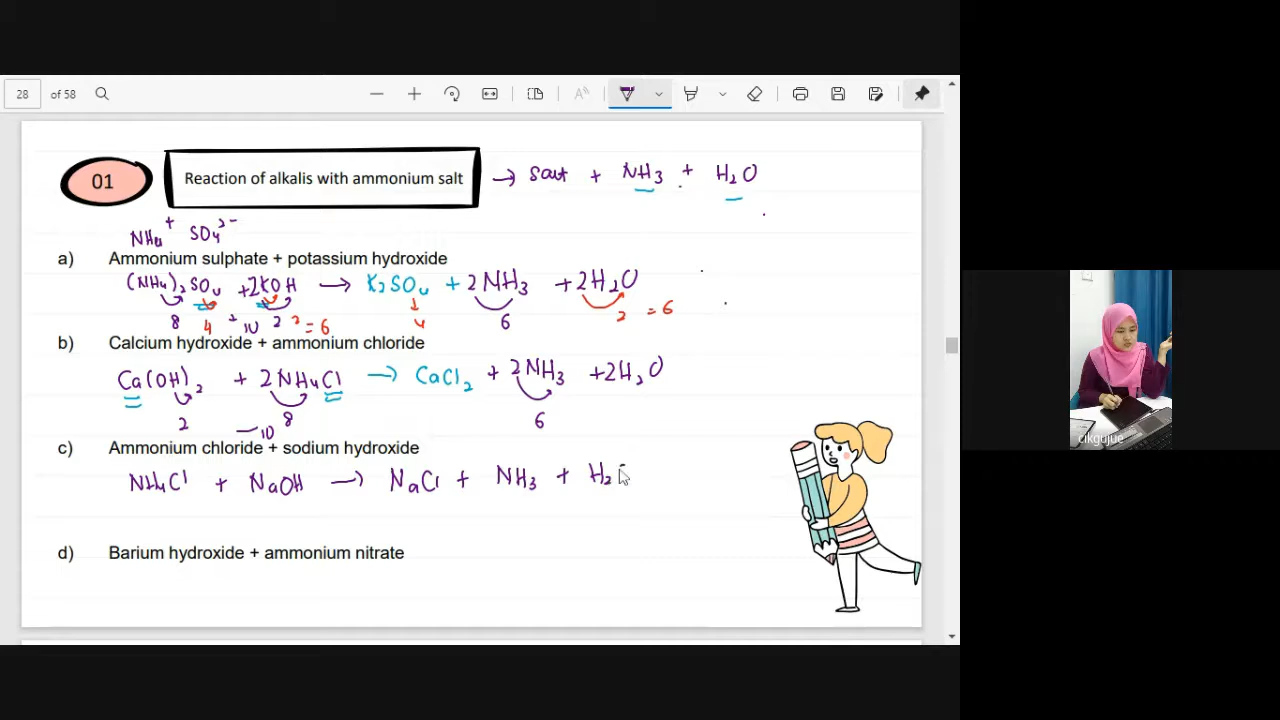 28 of 58
01 Reaction of alkalis with ammonium salt → salt + NH3 + H2O
NH4+ SO4 2-
a) Ammonium sulphate + potassium hydroxide
(NH4)2SO4 + 2KOH → K2SO4 + 2NH3 + 2H2O
8 4 + 10 2 2 = 6 4 6 2 = 6
b) Calcium hydroxide + ammonium chloride
Ca(OH)2 + 2NH4Cl → CaCl2 + 2NH3 + 2H2O
2 10 8 6
c) Ammonium chloride + sodium hydroxide
NH4Cl + NaOH → NaCl + NH3 + H2
d) Barium hydroxide + ammonium nitrate
cikgujue